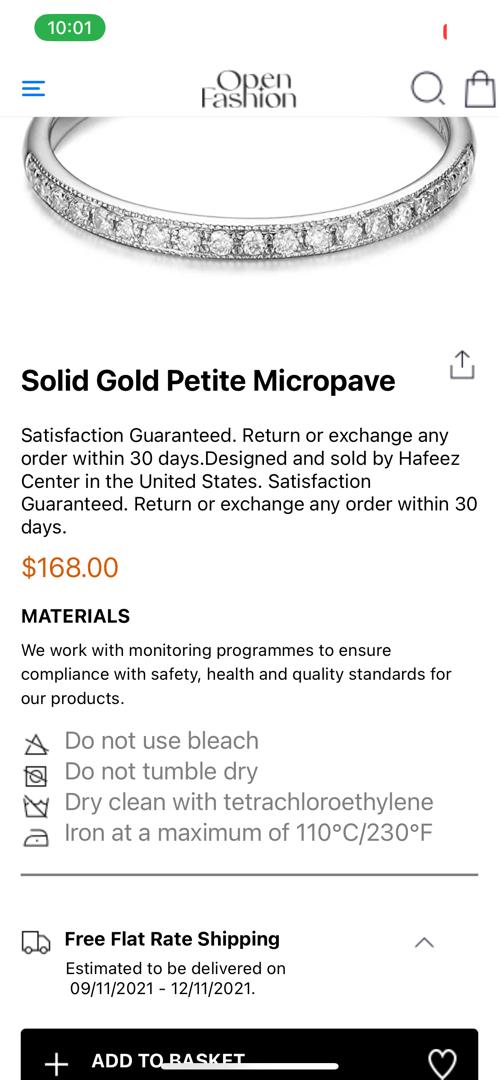 10:01
Open
Fashion
Solid Gold Petite Micropave
Satisfaction Guaranteed. Return or exchange any
order within 30 days.Designed and sold by Hafeez
Center in the United States. Satisfaction
Guaranteed. Return or exchange any order within 30
days.
$168.00
MATERIALS
We work with monitoring programmes to ensure
compliance with safety, health and quality standards for
our products.
Do not use bleach
Do not tumble dry
Dry clean with tetrachloroethylene
Iron at a maximum of 110°C/230°F
Free Flat Rate Shipping
Estimated to be delivered on
09/11/2021 - 12/11/2021.
ADD TO BASKET